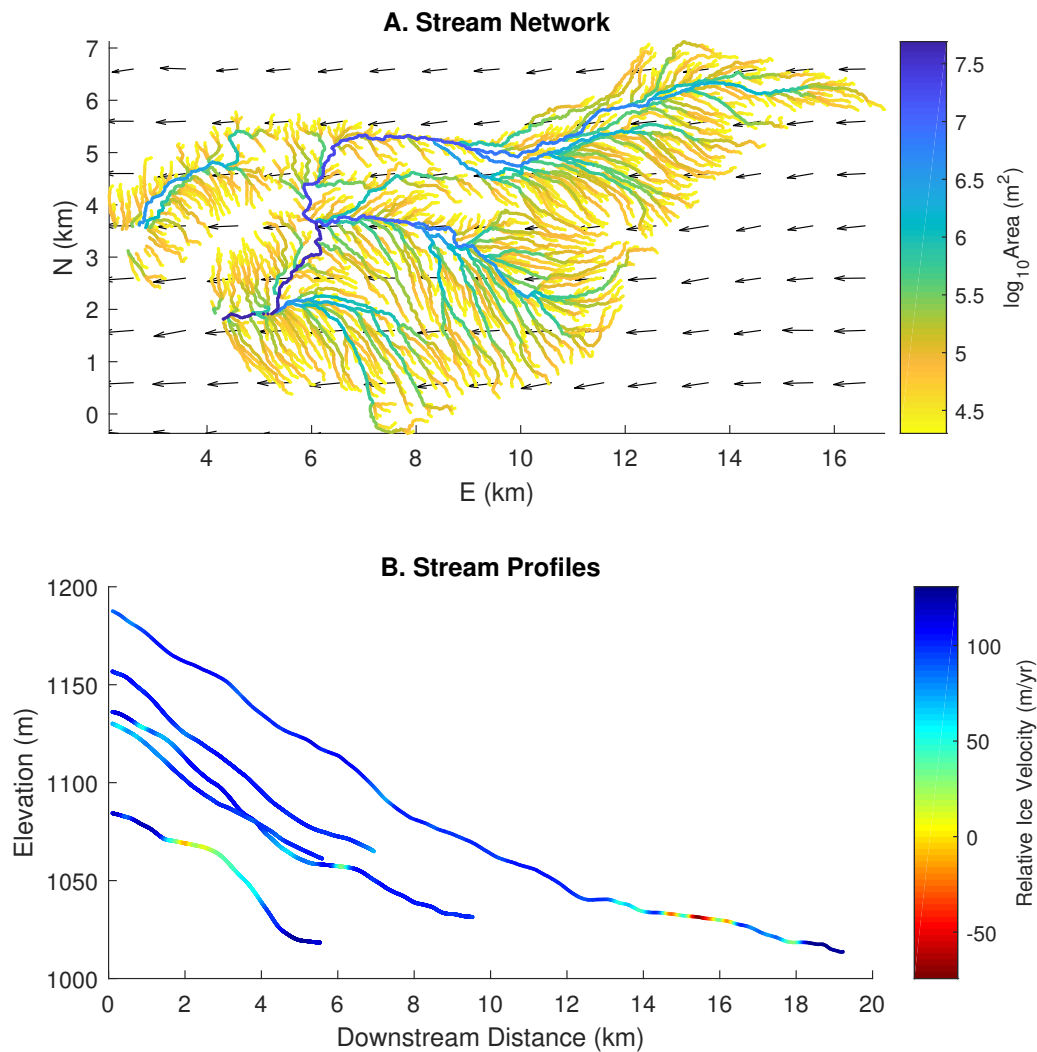 A. Stream Network
7
6
5
4
3
2
1
0
N (km)
4 6 8 10 12 14 16
E (km)
7.5
7
6.5
6
5.5
5
4.5
log10Area (m2)
B. Stream Profiles
1200
1150
1100
1050
1000
Elevation (m)
0 2 4 6 8 10 12 14 16 18 20
Downstream Distance (km)
100
50
0
-50
Relative Ice Velocity (m/yr)